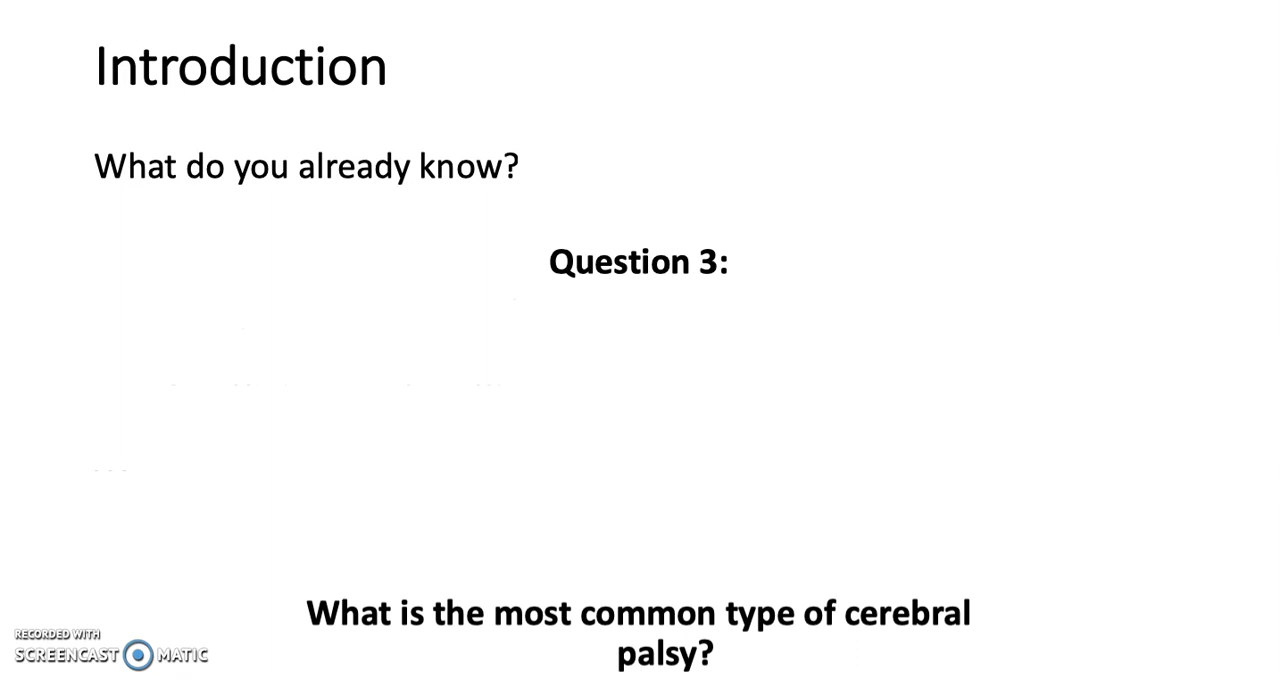 Introduction
What do you already know?
Question 3:
What is the most common type of cerebral
palsy?
RECORDED WITH
SCREENCAST MATIC